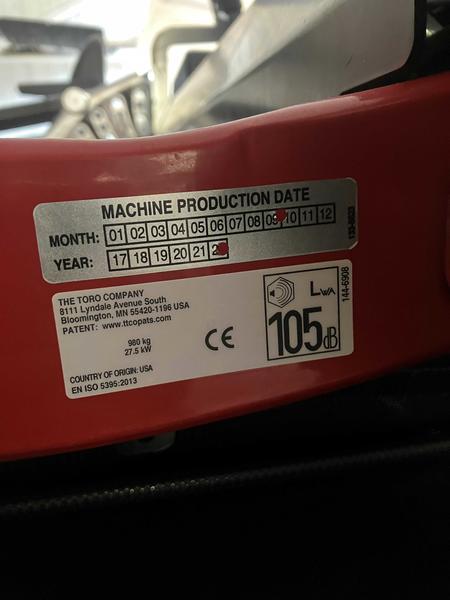 MACHINE PRODUCTION DATE
MONTH: 01 02 03 04 05 06 07 08 09 10 11 12
YEAR: 17 18 19 20 21
THE TORO COMPANY
8111 Lyndale Avenue South
Bloomington, MN 55420-1196 USA
PATENT: www.ttcopats.com
980 kg
27.5 kW
COUNTRY OF ORIGIN: USA
EN ISO 5395:2013
CE
LWA
105dB
144-6908